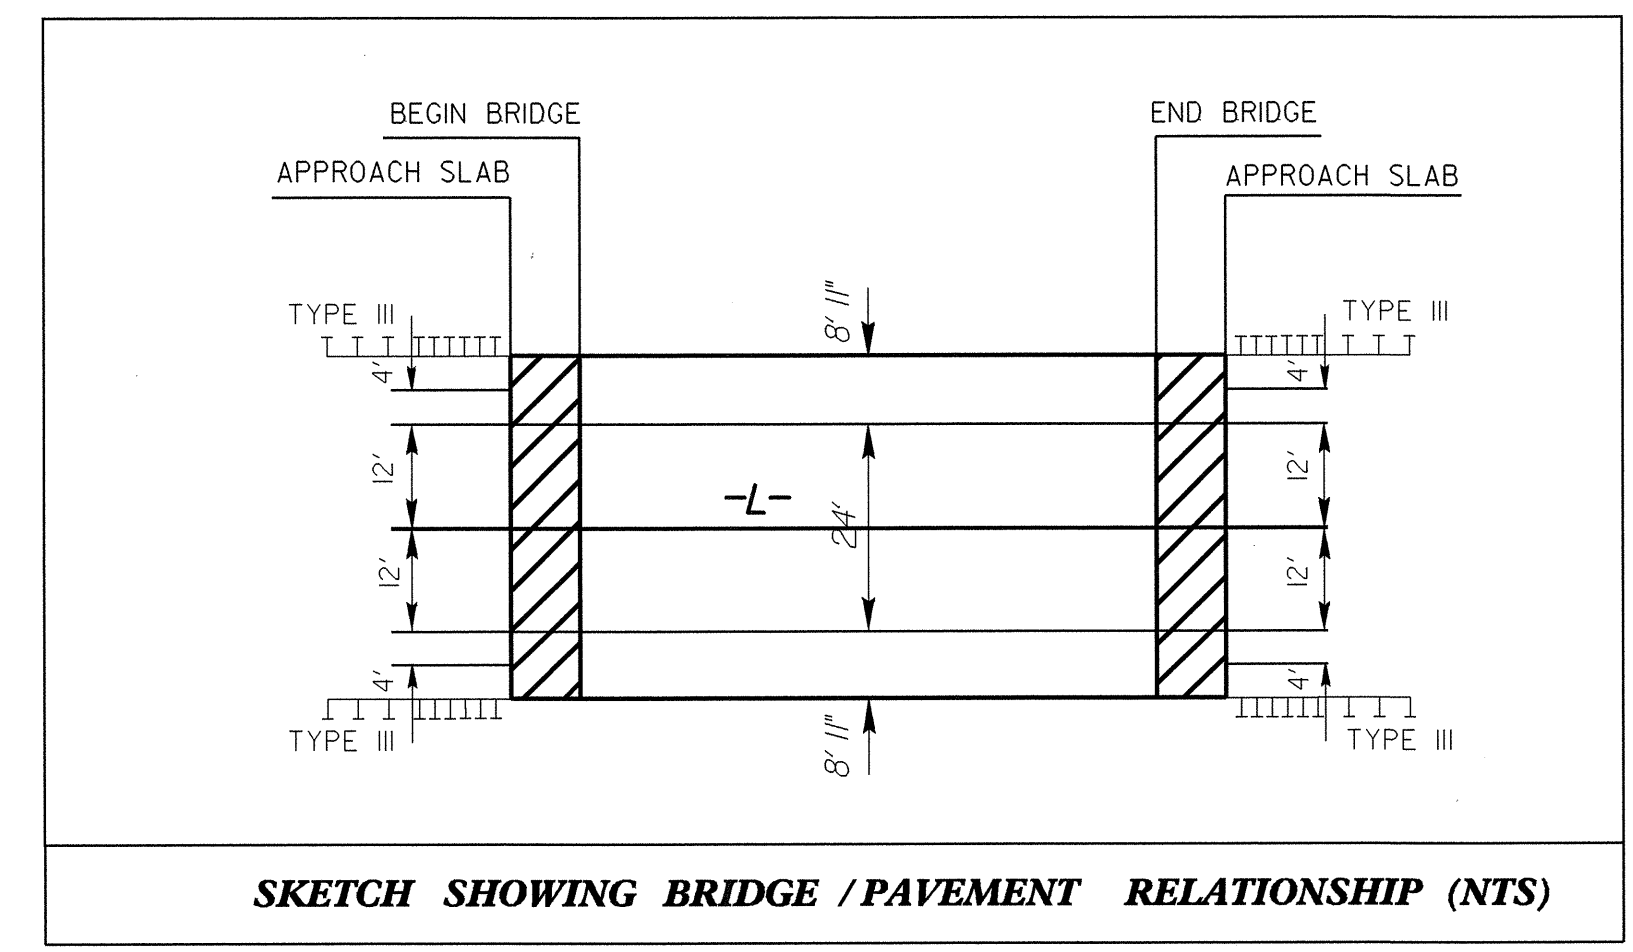 BEGIN BRIDGE
END BRIDGE
APPROACH SLAB
APPROACH SLAB
8' 11"
TYPE III
TYPE III
4'
4'
12'
12'
-L-
24'
12'
12'
4'
4'
TYPE III
8' 11"
TYPE III
SKETCH SHOWING BRIDGE / PAVEMENT RELATIONSHIP (NTS)